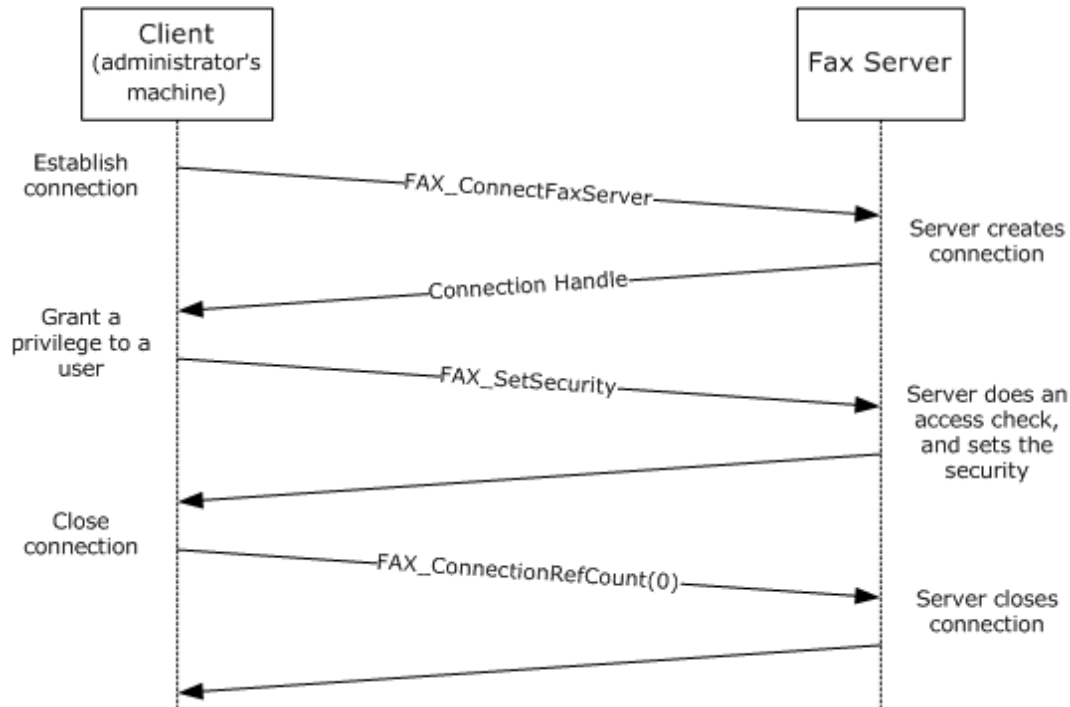 Client
(administrator's
machine)
Fax Server
Establish
connection
FAX_ConnectFaxServer
Server creates
connection
Connection Handle
Grant a
privilege to a
user
FAX_SetSecurity
Server does an
access check,
and sets the
security
Close
connection
FAX_ConnectionRefCount(0)
Server closes
connection